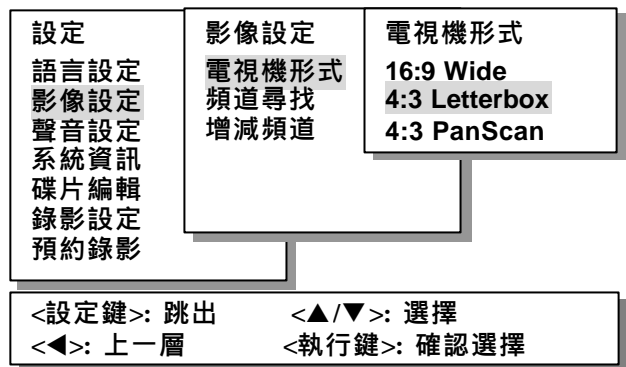 設定
語言設定
影像設定
聲音設定
系統資訊
碟片編輯
錄影設定
預約錄影
影像設定
電視機形式
頻道尋找
增減頻道
電視機形式
16:9 Wide
4:3 Letterbox
4:3 PanScan
<設定鍵>: 跳出 <▲/▼>: 選擇
<◀>: 上一層 <執行鍵>: 確認選擇